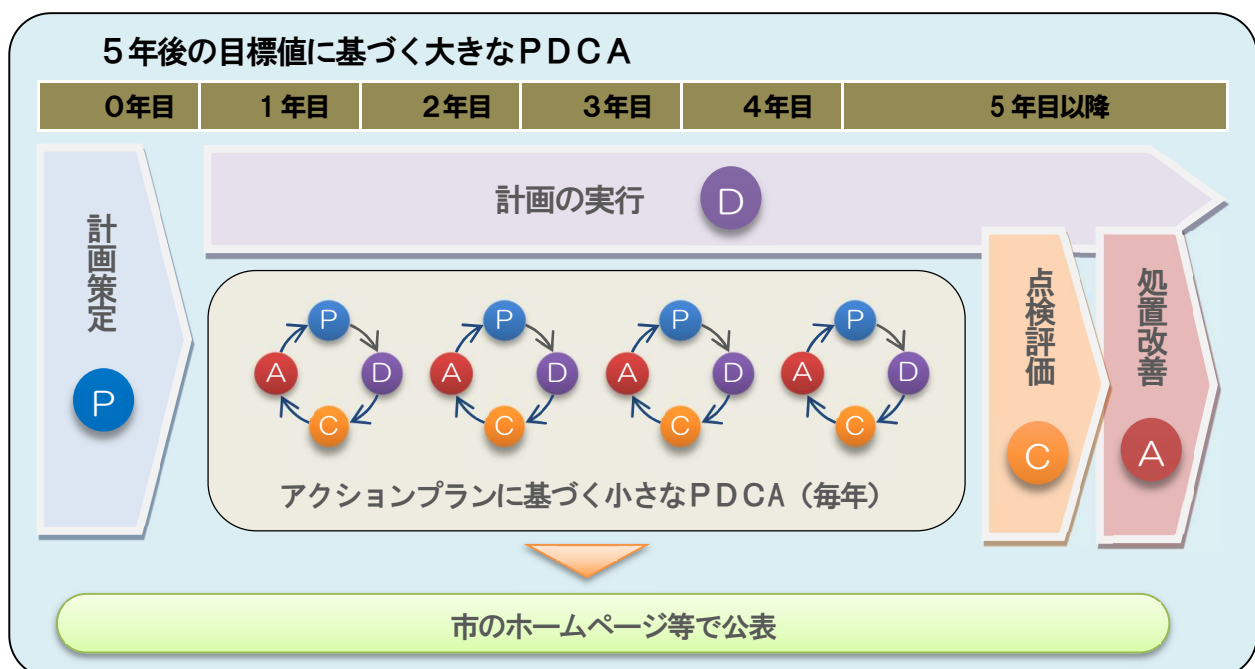 ５年後の目標値に基づく大きなＰＤＣＡ
０年目 １年目 ２年目 ３年目 ４年目 ５年目以降
計画の実行 D
計画策定
P
点検評価
C
処置改善
A
P D C A
P D C A
P D C A
P D C A
アクションプランに基づく小さなＰＤＣＡ（毎年）
市のホームページ等で公表